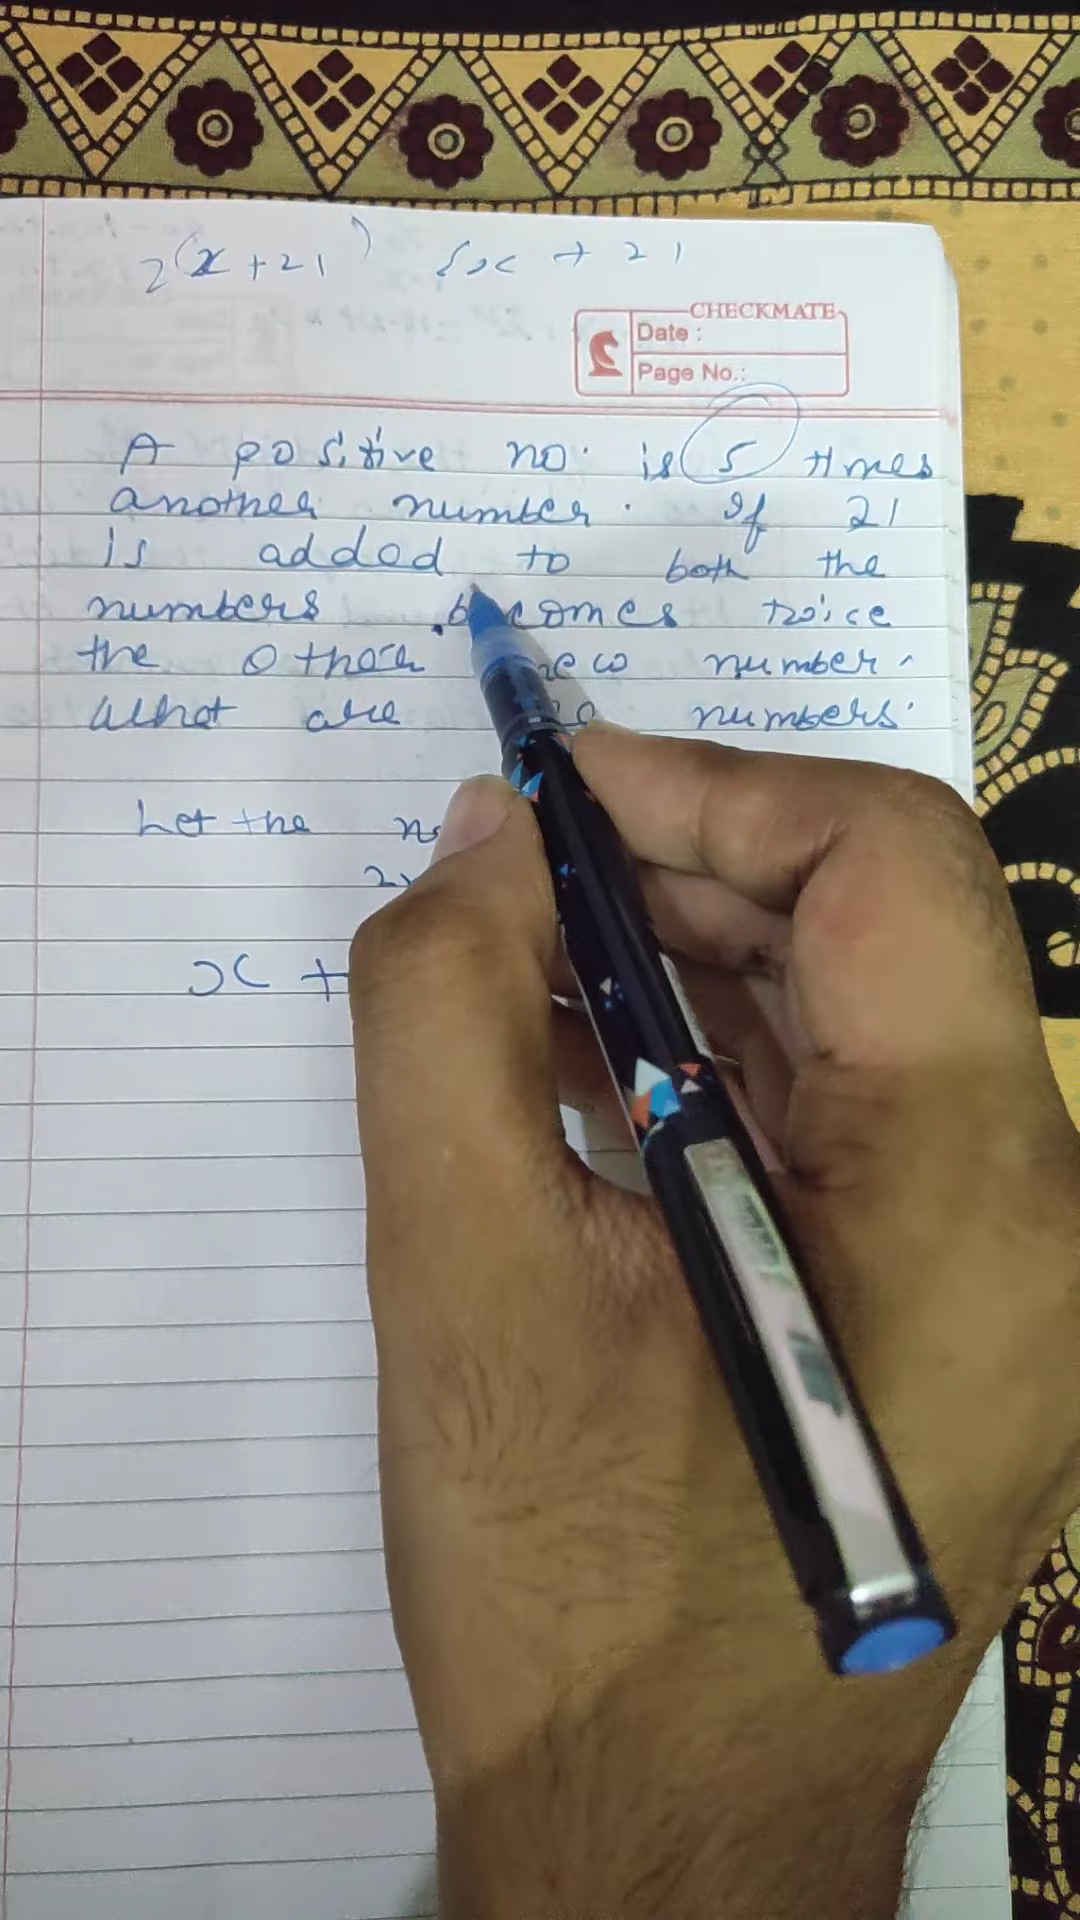 2(x+21) 5x + 21
CHECKMATE
Date :
Page No.:
A positive no. is 5 times
another number. If 21
is added to both the
numbers becomes twice
the other new number.
What are numbers.
Let the
x +